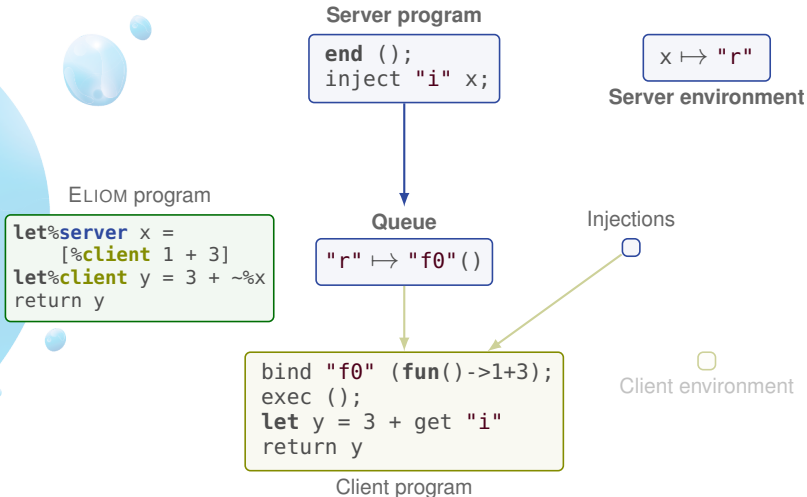 Server program
end ();
inject "i" x;
x ⟼ "r"
Server environment
ELIOM program
let%server x =
[%client 1 + 3]
let%client y = 3 + ~%x
return y
Queue
"r" ⟼ "f0"()
Injections
bind "f0" (fun()->1+3);
exec ();
let y = 3 + get "i"
return y
Client environment
Client program